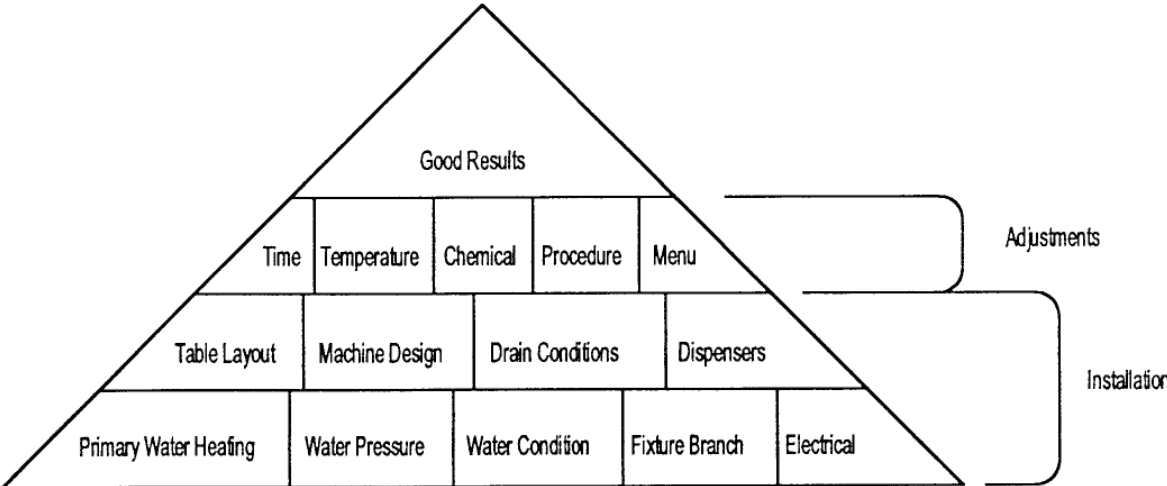 Good Results
Time Temperature Chemical Procedure Menu
Adjustments
Table Layout Machine Design Drain Conditions Dispensers
Installation
Primary Water Heating Water Pressure Water Condition Fixture Branch Electrical